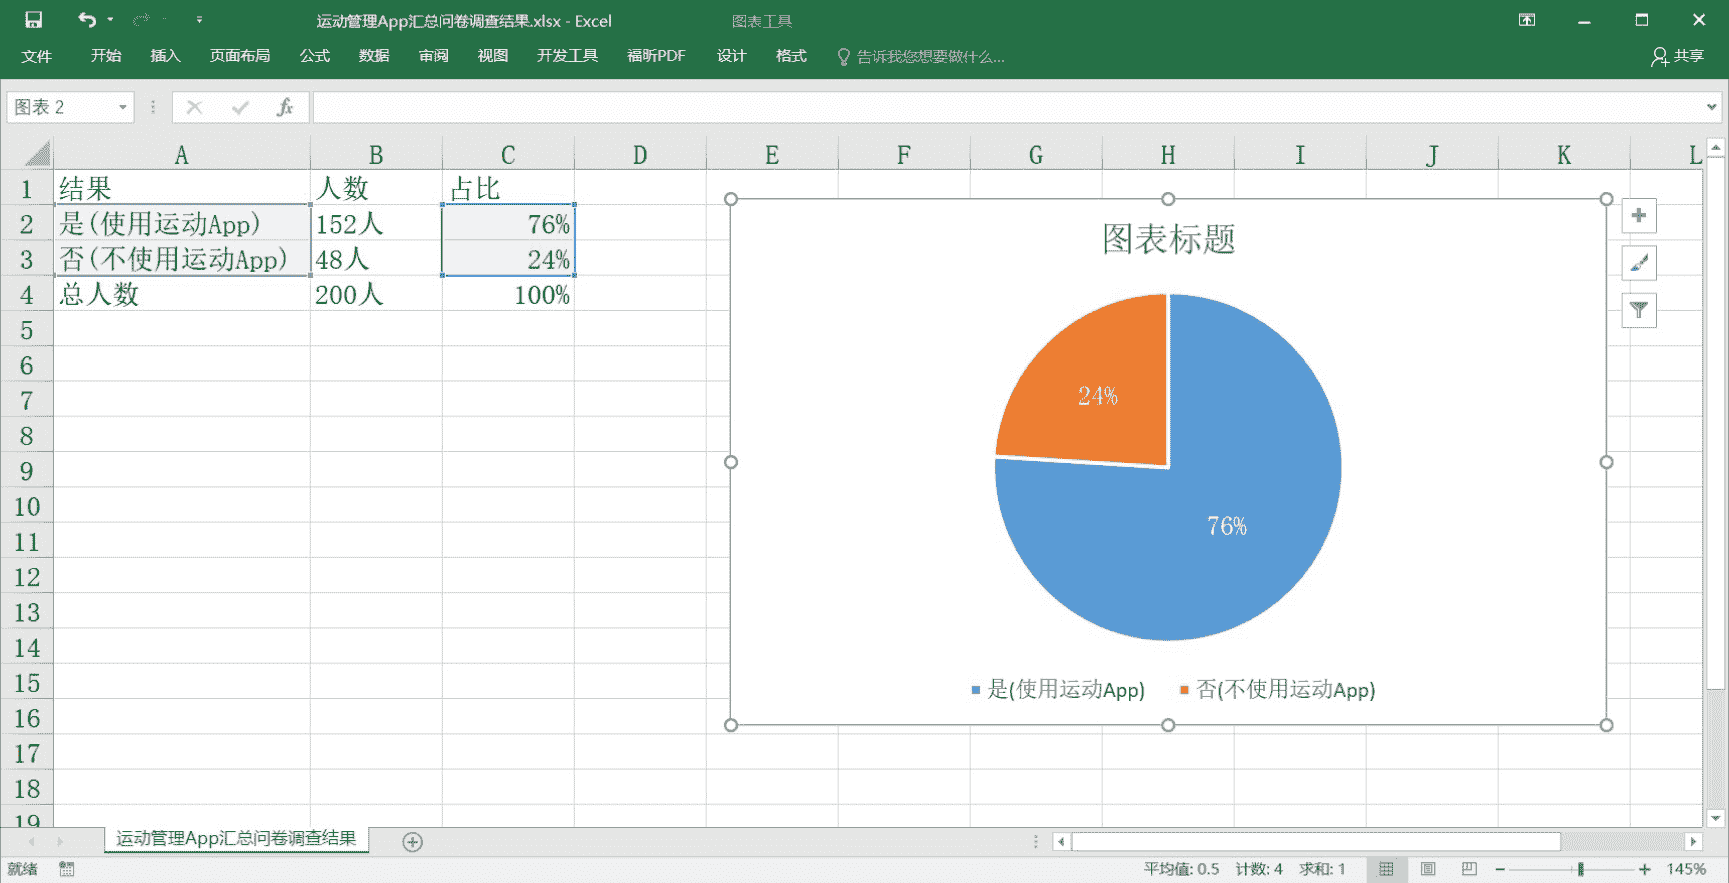 运动管理App汇总问卷调查结果.xlsx - Excel
图表工具
文件 开始 插入 页面布局 公式 数据 审阅 视图 开发工具 福昕PDF 设计 格式 告诉我您想要做什么... 共享
图表 2
fx
A B C D E F G H I J K L
1 结果 人数 占比
2 是(使用运动App) 152人 76%
3 否(不使用运动App) 48人 24%
4 总人数 200人 100%
5
6
7
8
9
10
11
12
13
14
15
16
17
18
19
图表标题
24%
76%
是(使用运动App) 否(不使用运动App)
运动管理App汇总问卷调查结果
就绪 平均值: 0.5 计数: 4 求和: 1 145%